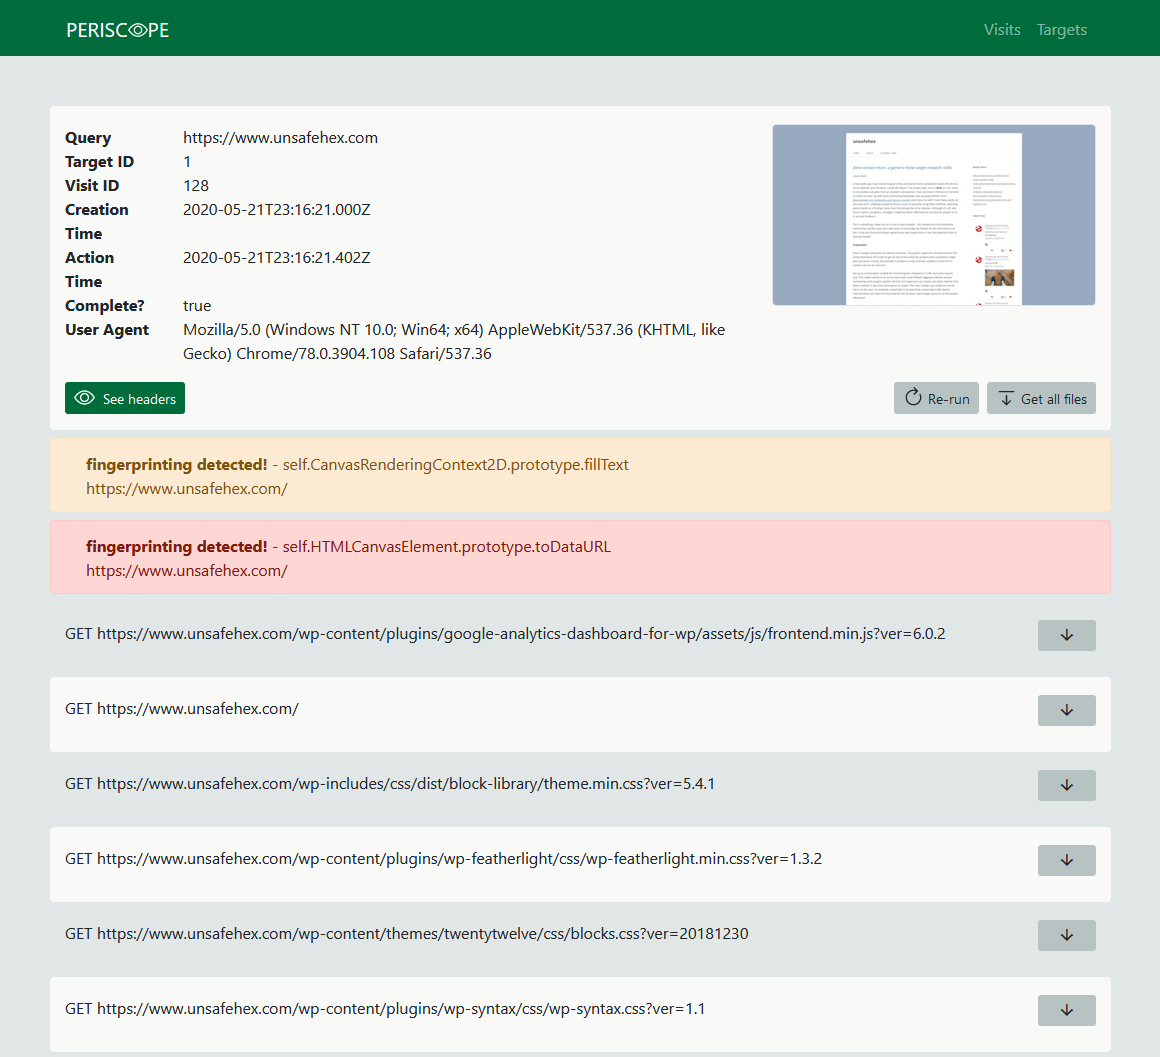 PERISCOPE
Visits Targets
Query https://www.unsafehex.com
Target ID 1
Visit ID 128
Creation 2020-05-21T23:16:21.000Z
Time
Action 2020-05-21T23:16:21.402Z
Time
Complete? true
User Agent Mozilla/5.0 (Windows NT 10.0; Win64; x64) AppleWebKit/537.36 (KHTML, like
Gecko) Chrome/78.0.3904.108 Safari/537.36
unsafehex
Zero-contact recon: a game to hone target research skills
See headers
Re-run
Get all files
fingerprinting detected! - self.CanvasRenderingContext2D.prototype.fillText
https://www.unsafehex.com/
fingerprinting detected! - self.HTMLCanvasElement.prototype.toDataURL
https://www.unsafehex.com/
GET https://www.unsafehex.com/wp-content/plugins/google-analytics-dashboard-for-wp/assets/js/frontend.min.js?ver=6.0.2
GET https://www.unsafehex.com/
GET https://www.unsafehex.com/wp-includes/css/dist/block-library/theme.min.css?ver=5.4.1
GET https://www.unsafehex.com/wp-content/plugins/wp-featherlight/css/wp-featherlight.min.css?ver=1.3.2
GET https://www.unsafehex.com/wp-content/themes/twentytwelve/css/blocks.css?ver=20181230
GET https://www.unsafehex.com/wp-content/plugins/wp-syntax/css/wp-syntax.css?ver=1.1